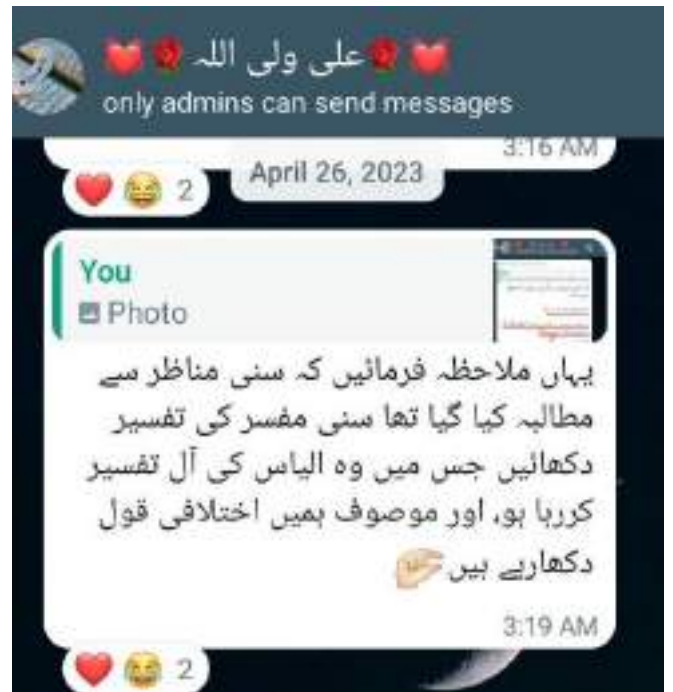 علی ولی اللہ
only admins can send messages
3:16 AM
2
April 26, 2023
You
Photo
یہاں ملاحظہ فرمائیں کہ سنی مناظر سے
مطالبہ کیا گیا تھا سنی مفسر کی تفسیر
دکھائیں جس میں وہ الیاس کی آل تفسیر
کررہا ہو، اور موصوف ہمیں اختلافی قول
دکھارہے ہیں
3:19 AM
2